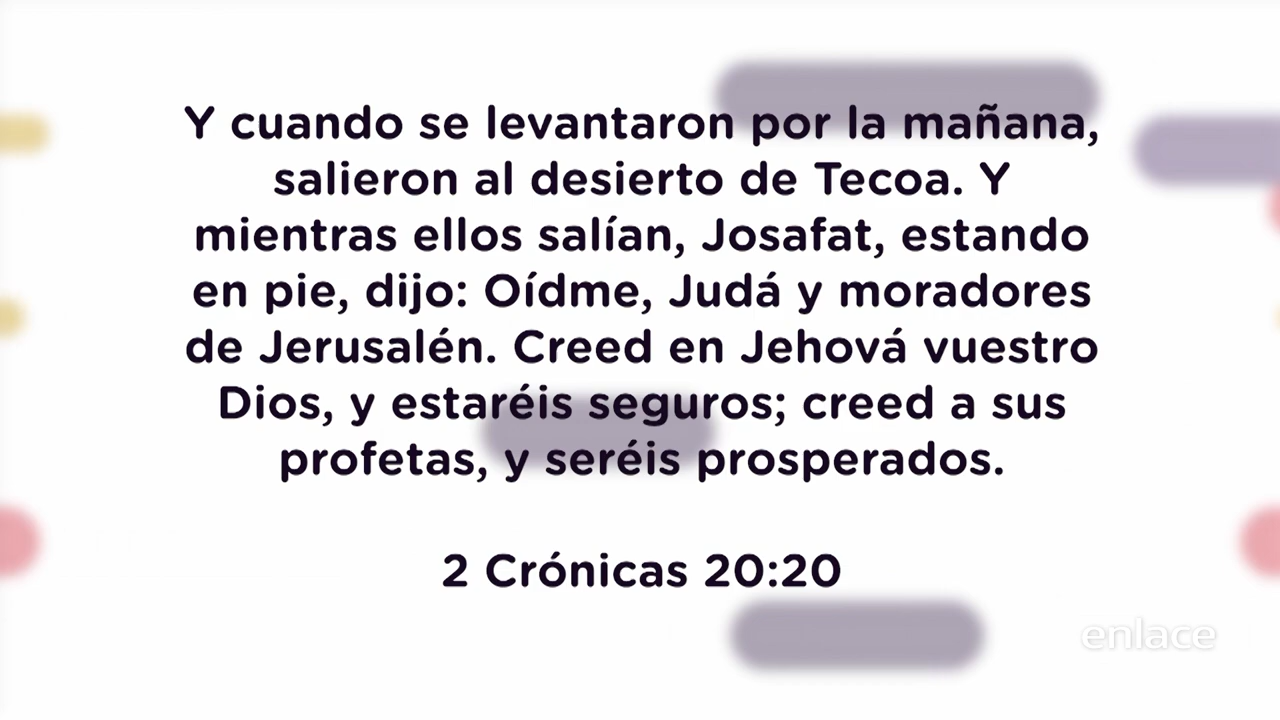 Y cuando se levantaron por la mañana,
salieron al desierto de Tecoa. Y
mientras ellos salían, Josafat, estando
en pie, dijo: Oídme, Judá y moradores
de Jerusalén. Creed en Jehová vuestro
Dios, y estaréis seguros; creed a sus
profetas, y seréis prosperados.
2 Crónicas 20:20
enlace